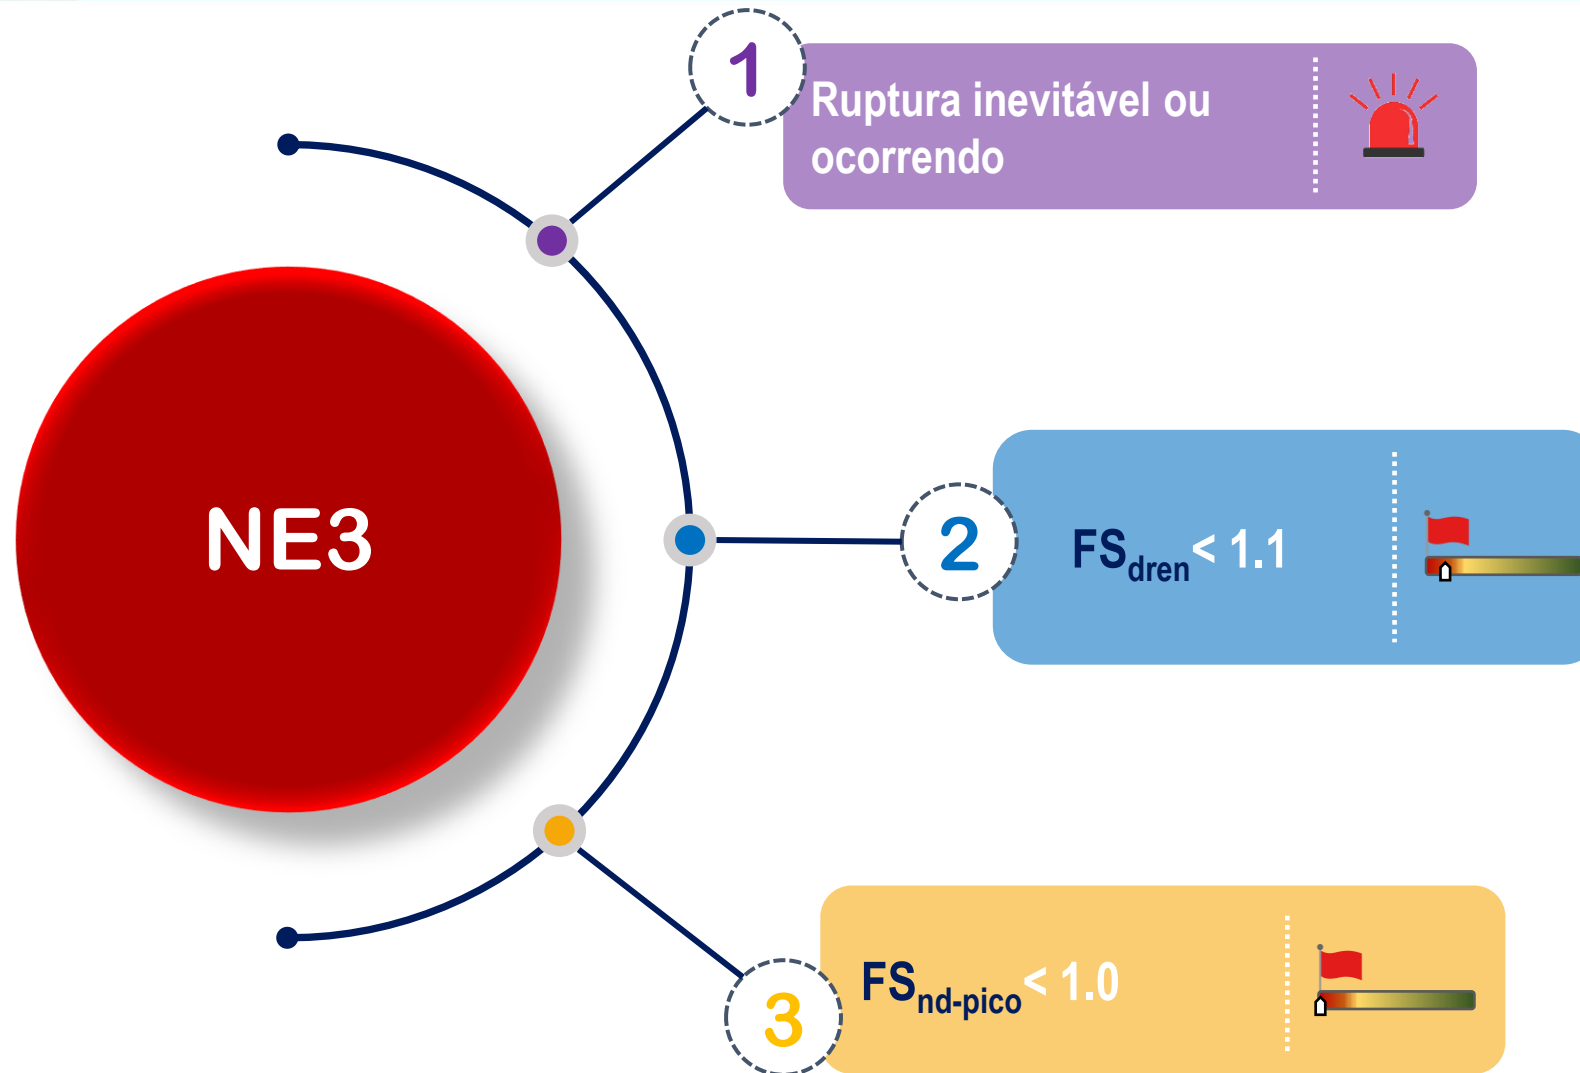 1
Ruptura inevitável ou
ocorrendo
NE3
2
FSdren< 1.1
3
FSnd-pico< 1.0